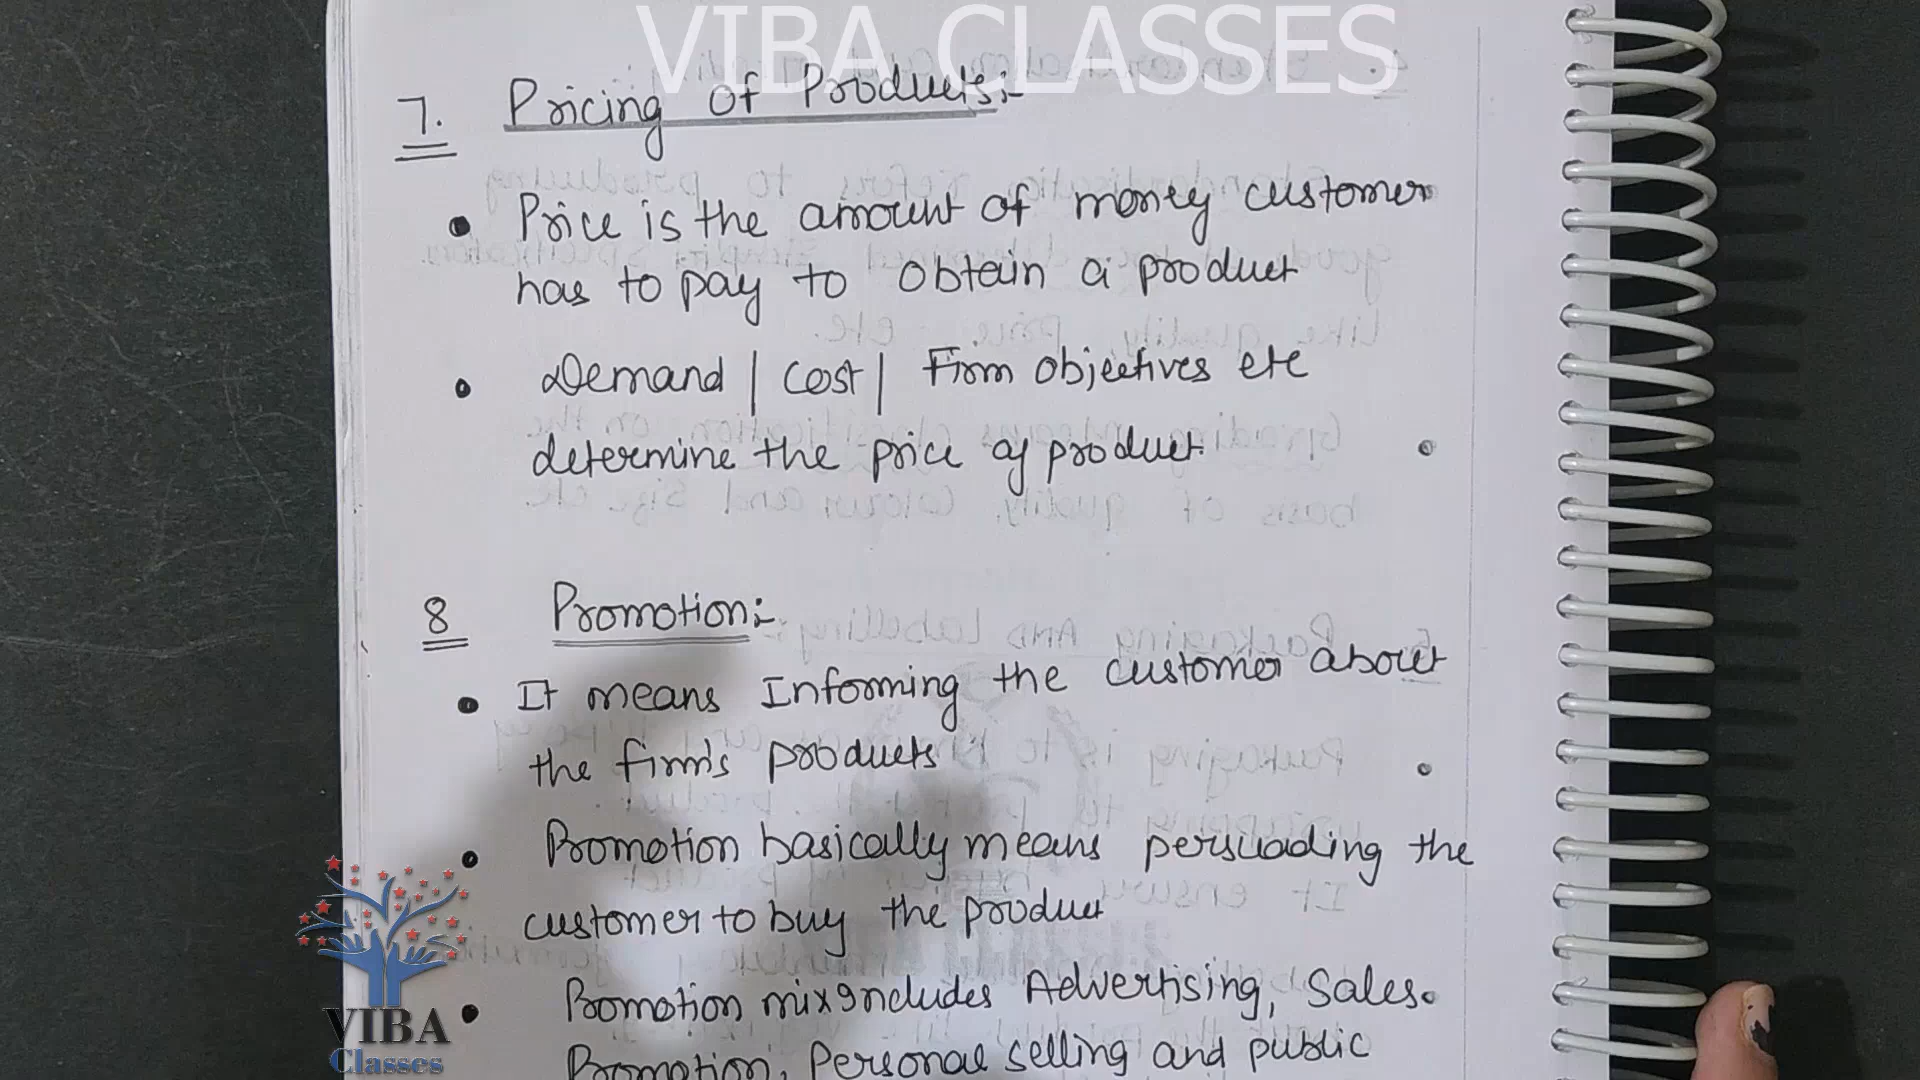 VIBA CLASSES
7. Pricing of Products:-
• Price is the amount of money customer
has to pay to obtain a product
• Demand | Cost | Firm objectives etc
determine the price of product.
8 Promotion:-
• It means Informing the customer about
the firm's products
• Promotion basically means persuading the
customer to buy the product
• Promotion mix includes Advertising, Sales
Promotion, Personal selling and public
VIBA
Classes